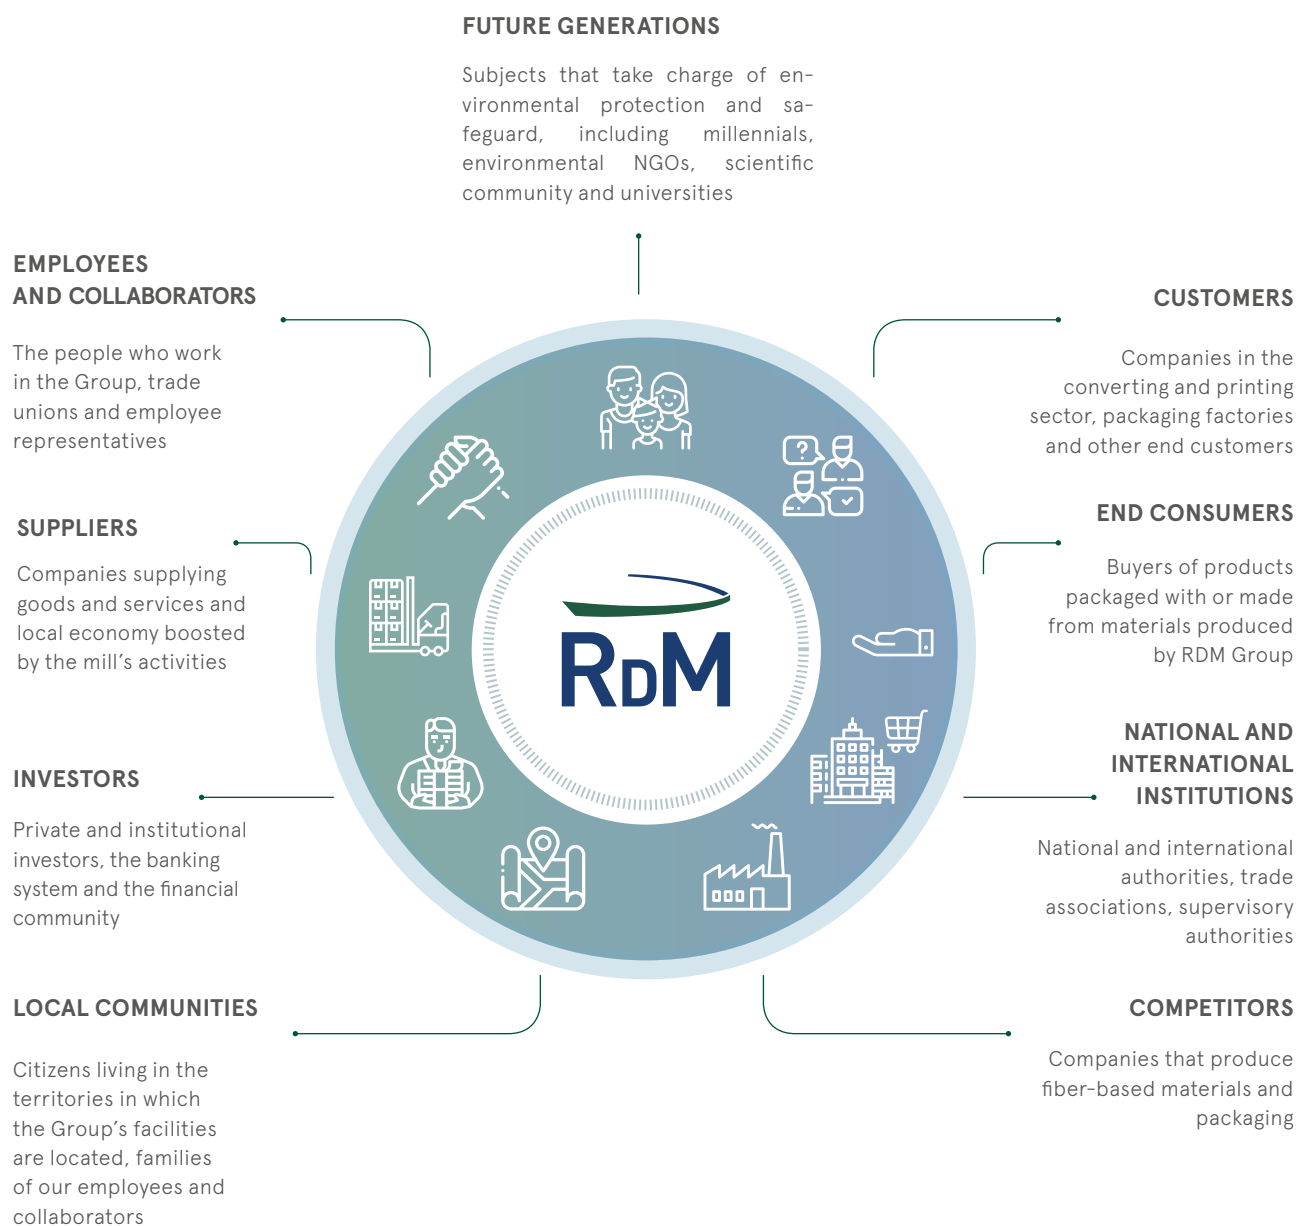 FUTURE GENERATIONS
Subjects that take charge of en-
vironmental protection and sa-
feguard, including millennials,
environmental NGOs, scientific
community and universities
EMPLOYEES
AND COLLABORATORS
The people who work
in the Group, trade
unions and employee
representatives
SUPPLIERS
Companies supplying
goods and services and
local economy boosted
by the mill's activities
INVESTORS
Private and institutional
investors, the banking
system and the financial
community
LOCAL COMMUNITIES
Citizens living in the
territories in which
the Group's facilities
are located, families
of our employees and
collaborators
?
RDM
CUSTOMERS
Companies in the
converting and printing
sector, packaging factories
and other end customers
END CONSUMERS
Buyers of products
packaged with or made
from materials produced
by RDM Group
NATIONAL AND
INTERNATIONAL
INSTITUTIONS
National and international
authorities, trade
associations, supervisory
authorities
COMPETITORS
Companies that produce
fiber-based materials and
packaging